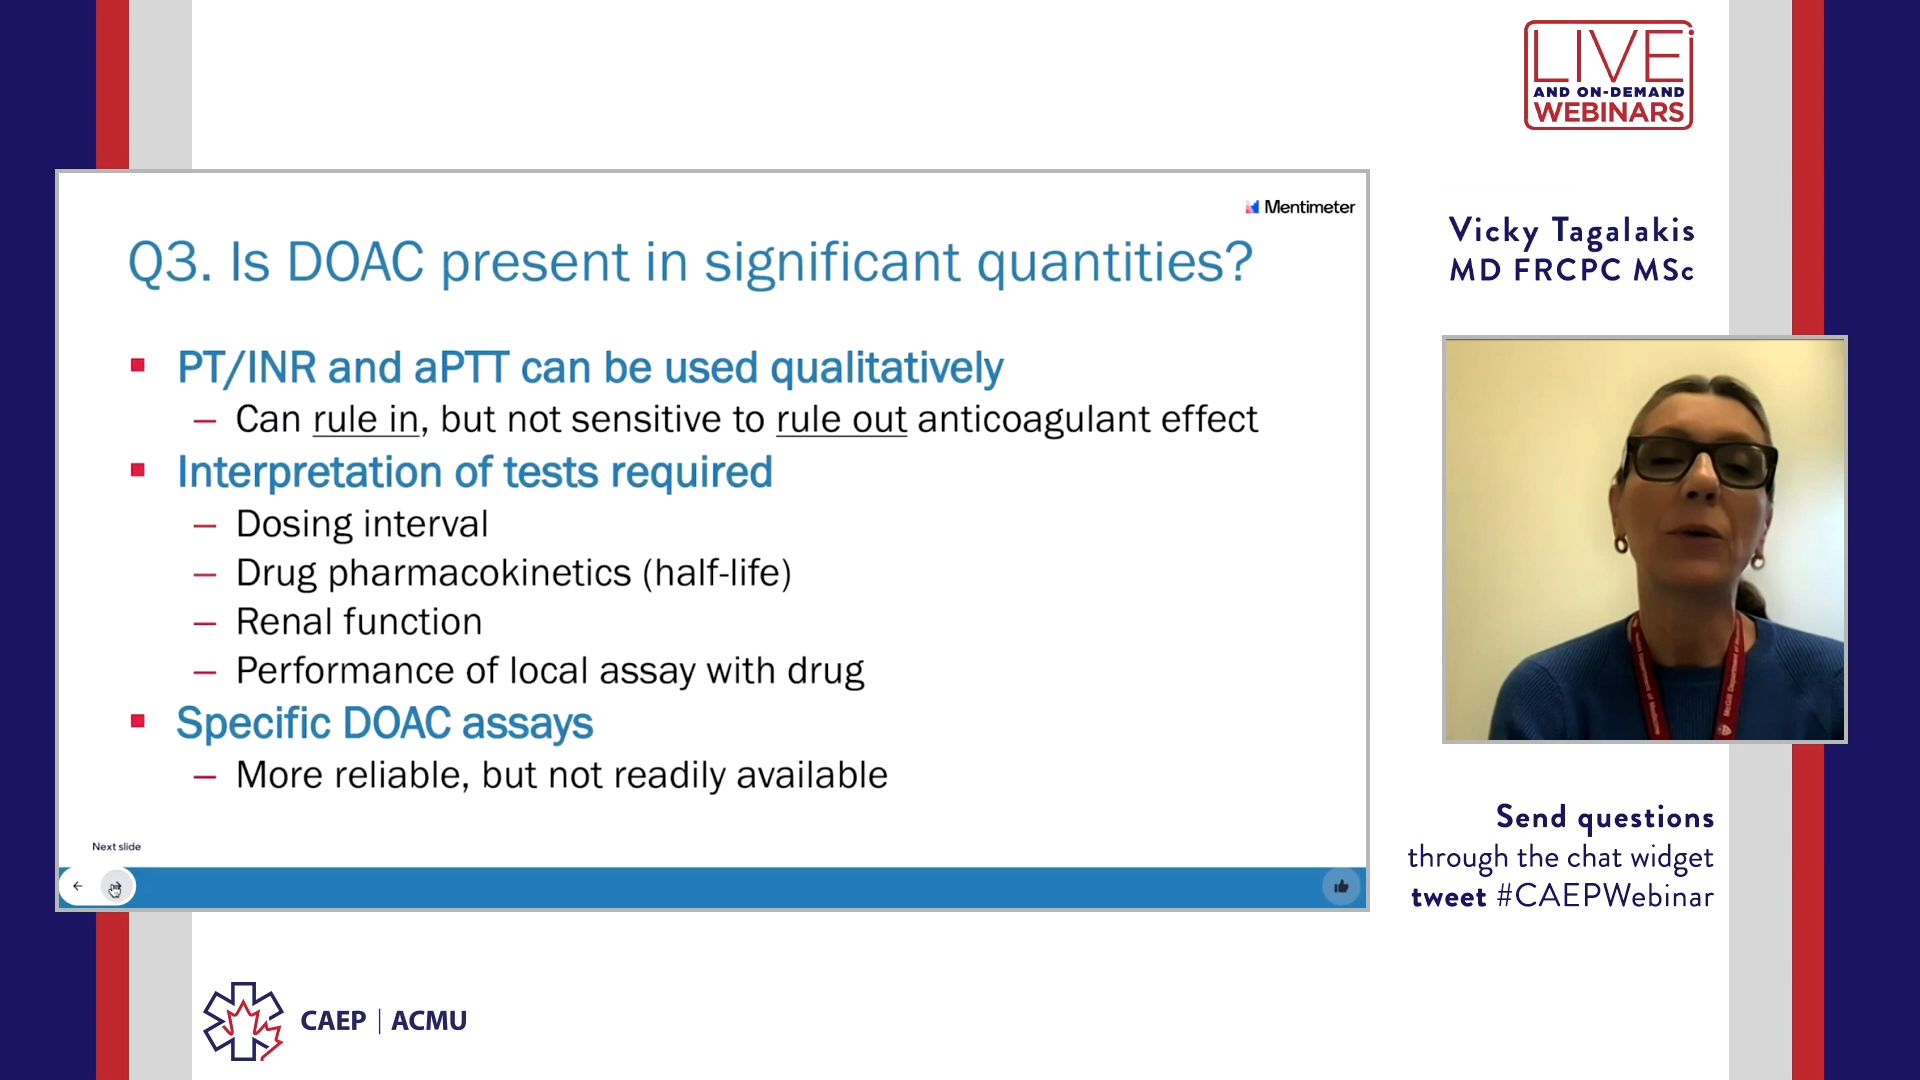 LIVE
AND ON-DEMAND
WEBINARS
Mentimeter
Q3. Is DOAC present in significant quantities?
PT/INR and aPTT can be used qualitatively
– Can rule in, but not sensitive to rule out anticoagulant effect
Interpretation of tests required
– Dosing interval
– Drug pharmacokinetics (half-life)
– Renal function
– Performance of local assay with drug
Specific DOAC assays
– More reliable, but not readily available
Next slide
Vicky Tagalakis
MD FRCPC MSc
Send questions
through the chat widget
tweet #CAEPWebinar
CAEP | ACMU